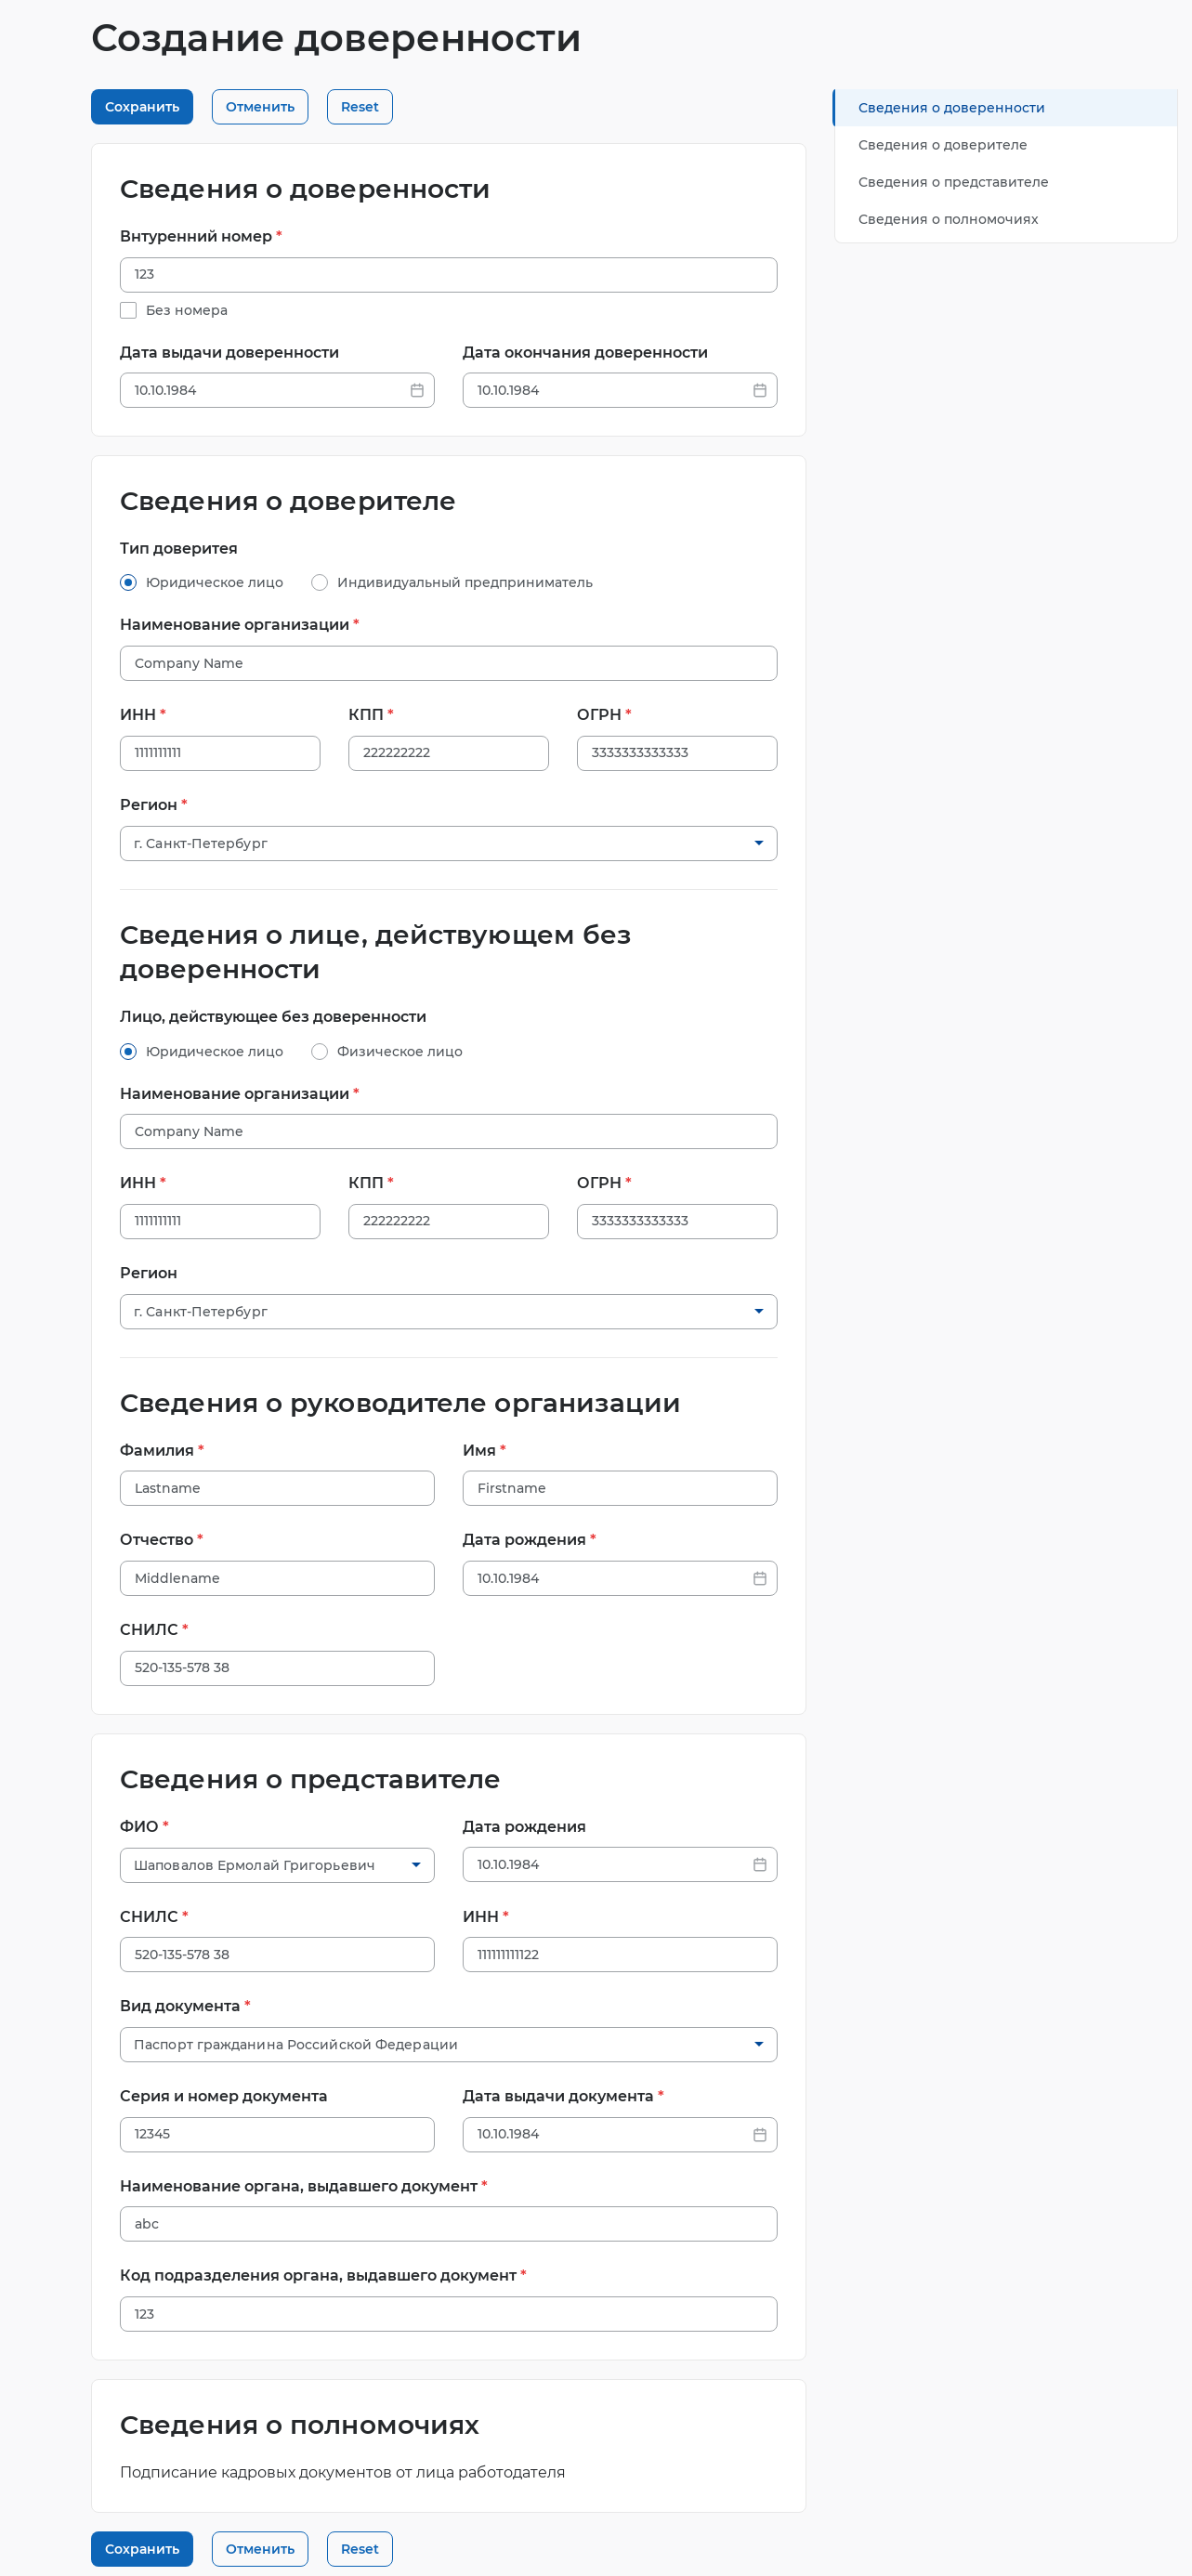 Создание доверенности
Сохранить Отменить Reset
Сведения о доверенности
Сведения о доверителе
Сведения о представителе
Сведения о полномочиях
Сведения о доверенности
Внтуренний номер *
123
Без номера
Дата выдачи доверенности Дата окончания доверенности
10.10.1984 10.10.1984
Сведения о доверителе
Тип доверитея
Юридическое лицо Индивидуальный предприниматель
Наименование организации *
Company Name
ИНН * КПП * ОГРН *
1111111111 222222222 3333333333333
Регион *
г. Санкт-Петербург
Сведения о лице, действующем без
доверенности
Лицо, действующее без доверенности
Юридическое лицо Физическое лицо
Наименование организации *
Company Name
ИНН * КПП * ОГРН *
1111111111 222222222 3333333333333
Регион
г. Санкт-Петербург
Сведения о руководителе организации
Фамилия * Имя *
Lastname Firstname
Отчество * Дата рождения *
Middlename 10.10.1984
СНИЛС *
520-135-578 38
Сведения о представителе
ФИО * Дата рождения
Шаповалов Ермолай Григорьевич 10.10.1984
СНИЛС * ИНН *
520-135-578 38 111111111122
Вид документа *
Паспорт гражданина Российской Федерации
Серия и номер документа Дата выдачи документа *
12345 10.10.1984
Наименование органа, выдавшего документ *
abc
Код подразделения органа, выдавшего документ *
123
Сведения о полномочиях
Подписание кадровых документов от лица работодателя
Сохранить Отменить Reset